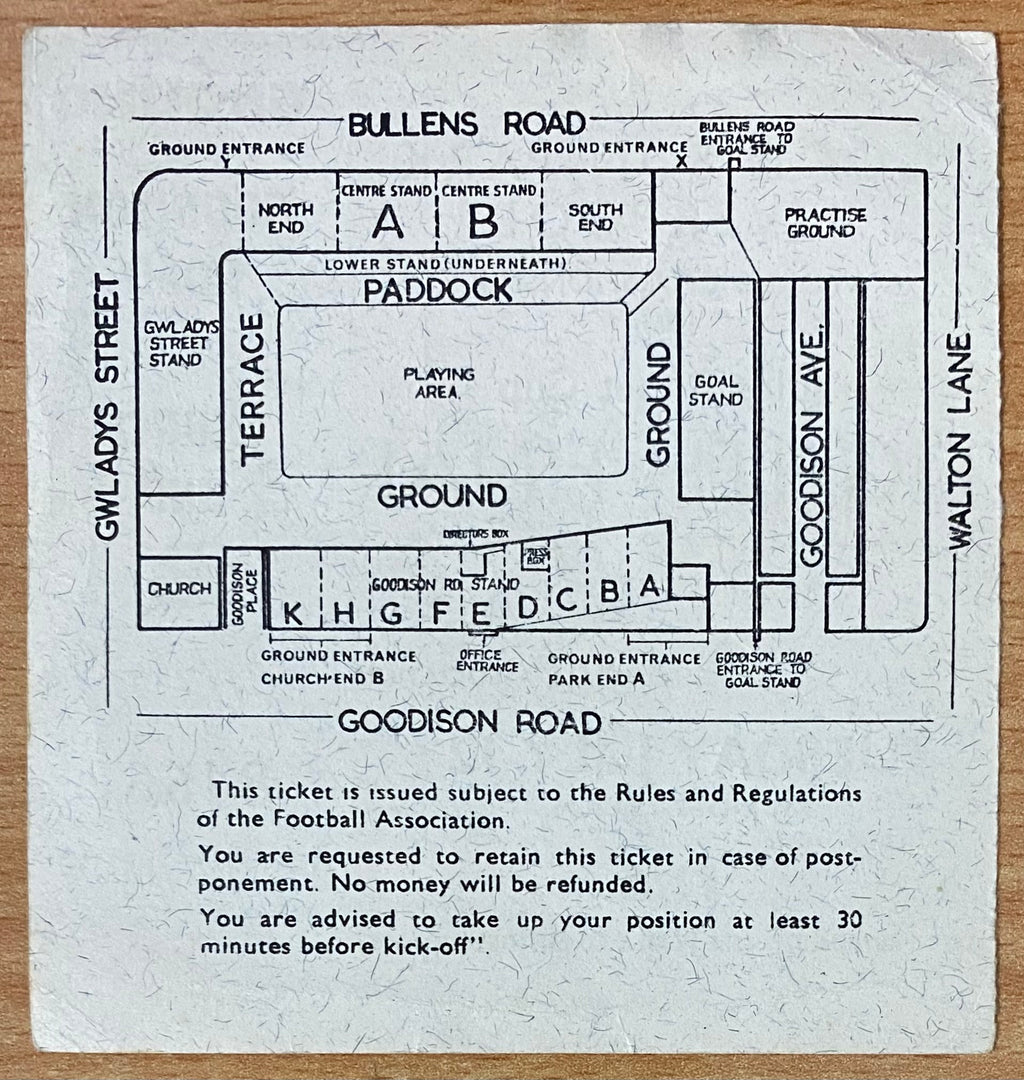 BULLENS ROAD
GROUND ENTRANCE
Y
GROUND ENTRANCE
X
BULLENS ROAD
ENTRANCE TO
GOAL STAND
NORTH
END
CENTRE STAND
A
CENTRE STAND
B
SOUTH
END
PRACTISE
GROUND
LOWER STAND (UNDERNEATH).
PADDOCK
GWLADYS STREET
GWLADYS
STREET
STAND
TERRACE
PLAYING
AREA.
GROUND
GOAL
STAND
GOODISON AVE.
WALTON LANE
GROUND
DIRECTORS BOX
PRESS
BOX
CHURCH
GOODISON
PLACE
GOODISON RD. STAND
K H G F E D C B A
GROUND ENTRANCE
CHURCH END B
OFFICE
ENTRANCE
GROUND ENTRANCE
PARK END A
GOODISON ROAD
ENTRANCE TO
GOAL STAND
GOODISON ROAD
This ticket is issued subject to the Rules and Regulations
of the Football Association.
You are requested to retain this ticket in case of post-
ponement. No money will be refunded.
You are advised to take up your position at least 30
minutes before kick-off".